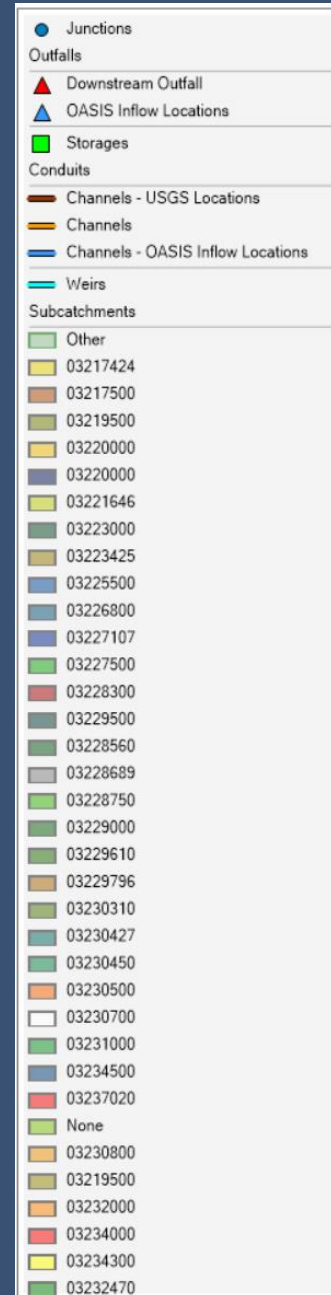 Junctions
Outfalls
Downstream Outfall
OASIS Inflow Locations
Storages
Conduits
Channels - USGS Locations
Channels
Channels - OASIS Inflow Locations
Weirs
Subcatchments
Other
03217424
03217500
03219500
03220000
03220000
03221646
03223000
03223425
03225500
03226800
03227107
03227500
03228300
03229500
03228560
03228689
03228750
03229000
03229610
03229796
03230310
03230427
03230450
03230500
03230700
03231000
03234500
03237020
None
03230800
03219500
03232000
03234000
03234300
03232470